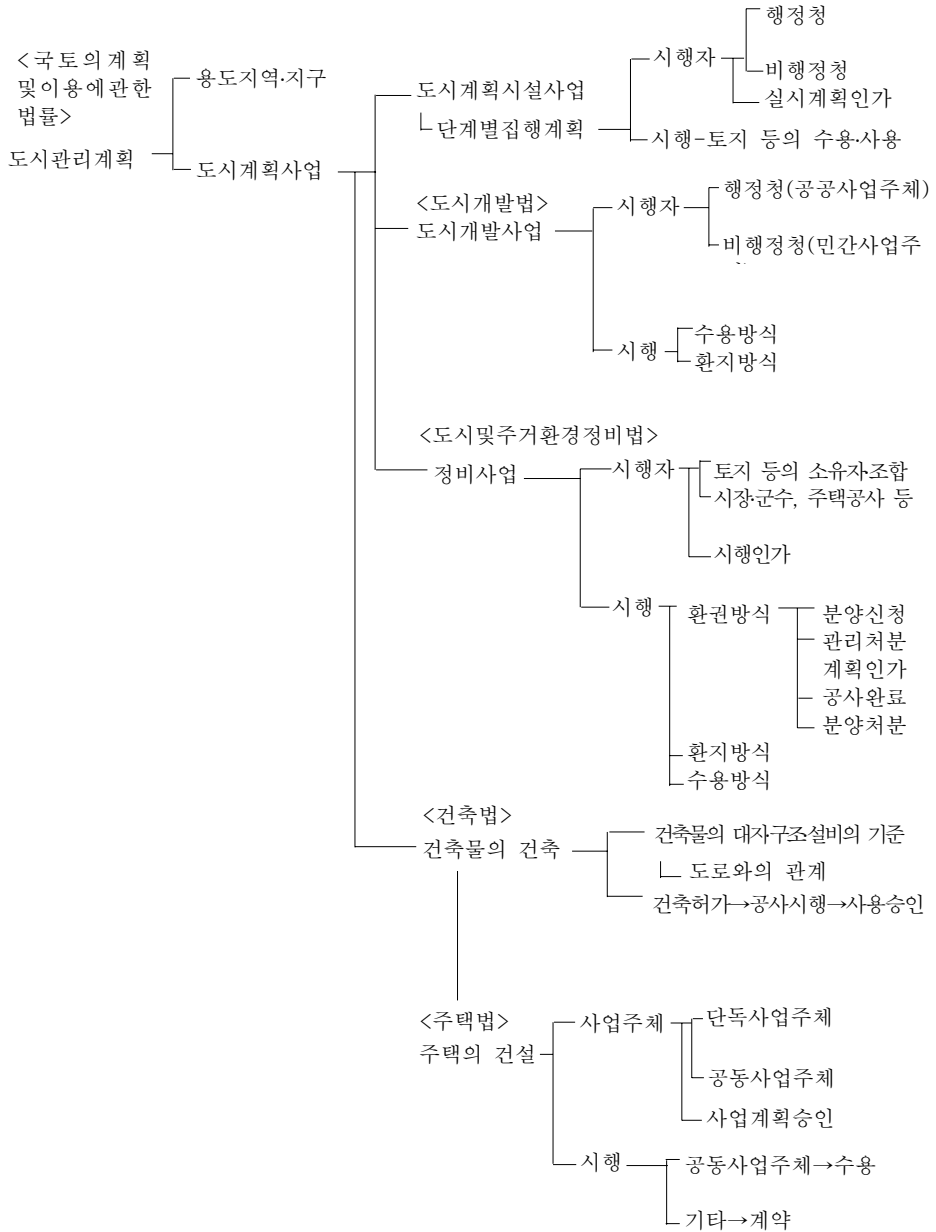 <국토의계획
및이용에관한
법률>
도시관리계획
용도지역·지구
도시계획사업
도시계획시설사업
단계별집행계획
시행자
행정청
비행정청
실시계획인가
시행-토지 등의 수용·사용
<도시개발법>
도시개발사업
시행자
행정청(공공사업주체)
비행정청(민간사업주
시행
수용방식
환지방식
<도시및주거환경정비법>
정비사업
시행자
토지 등의 소유자·조합
시장·군수, 주택공사 등
시행인가
시행
환권방식
분양신청
관리처분
계획인가
공사완료
분양처분
환지방식
수용방식
<건축법>
건축물의 건축
건축물의 대지·구조·설비의 기준
도로와의 관계
건축허가→공사시행→사용승인
<주택법>
주택의 건설
사업주체
단독사업주체
공동사업주체
사업계획승인
시행
공동사업주체→수용
기타→계약